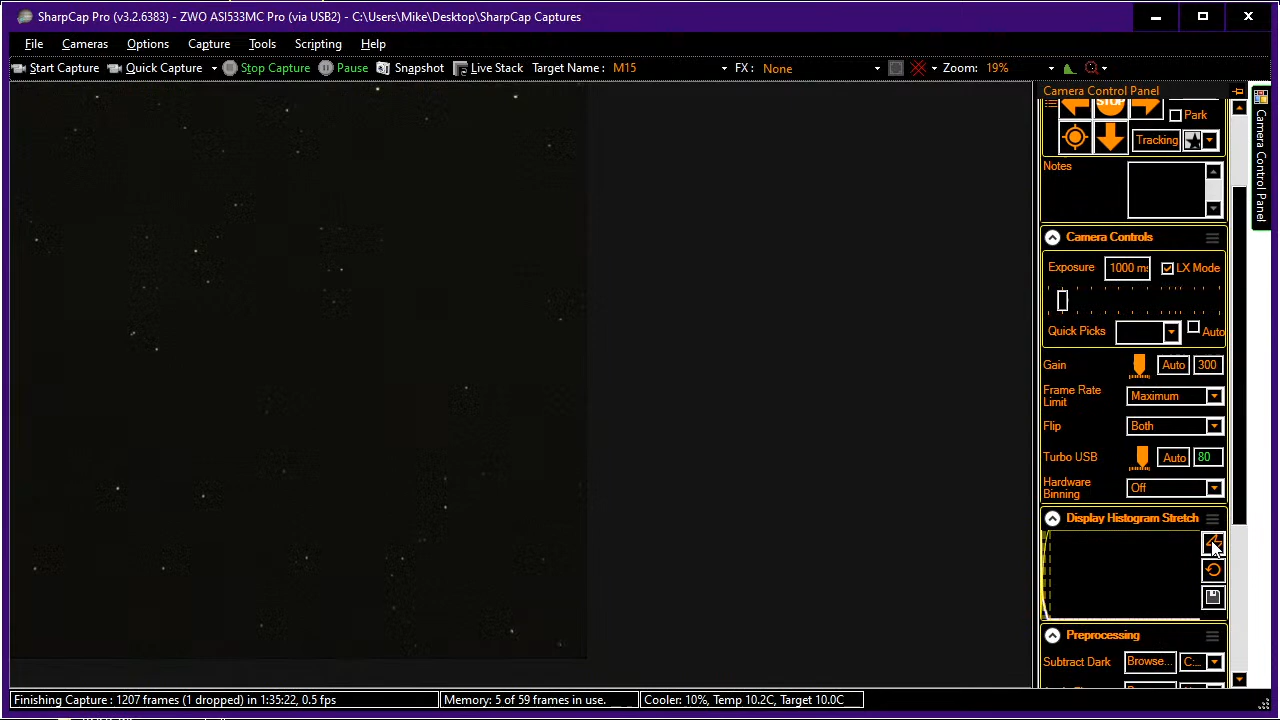 SharpCap Pro (v3.2.6383) - ZWO ASI533MC Pro (via USB2) - C:\Users\Mike\Desktop\SharpCap Captures
File Cameras Options Capture Tools Scripting Help
Start Capture Quick Capture Stop Capture Pause Snapshot Live Stack Target Name : M15 FX : None Zoom: 19%
Camera Control Panel
STOP
Park
Tracking
Notes
Camera Control Panel
Camera Controls
Exposure 1000 m LX Mode
Quick Picks Auto
Gain Auto 300
Frame Rate Limit Maximum
Flip Both
Turbo USB Auto 80
Hardware Binning Off
Display Histogram Stretch
Preprocessing
Subtract Dark Browse... C:...
Finishing Capture : 1207 frames (1 dropped) in 1:35:22, 0.5 fps Memory: 5 of 59 frames in use. Cooler: 10%, Temp 10.2C, Target 10.0C